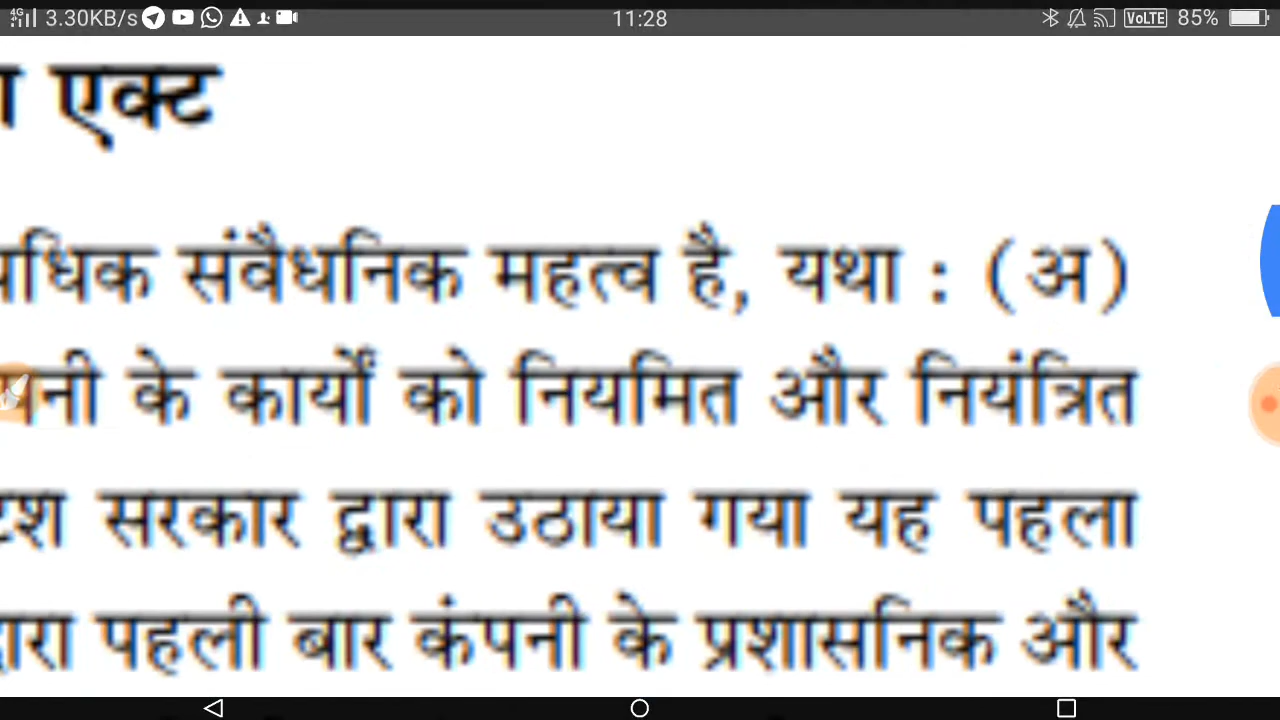 4G 3.30KB/s 11:28 VoLTE 85%
एक्ट
संवैधनिक महत्व है, यथा : (अ)
के कार्यों को नियमित और नियंत्रित
सरकार द्वारा उठाया गया यह पहला
पहली बार कंपनी के प्रशासनिक और